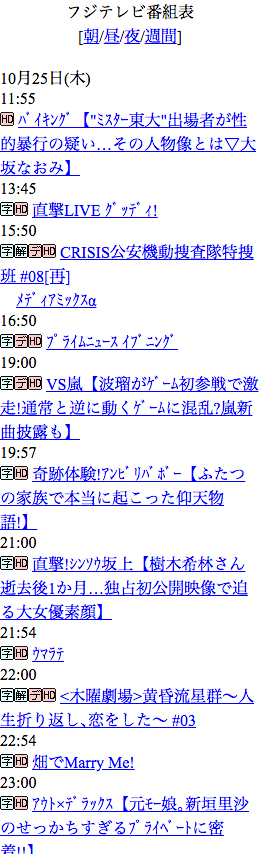 フジテレビ番組表
[朝/昼/夜/週間]
10月25日(木)
11:55
HD ﾊﾞｲｷﾝｸﾞ【"ﾐｽﾀｰ東大"出場者が性
的暴行の疑い…その人物像とは▽大
坂なおみ】
13:45
字HD 直撃LIVE ｸﾞｯﾃﾞｨ!
15:50
字解デHD CRISIS公安機動捜査隊特捜
班 #08[再]
ﾒﾃﾞｨｱﾐｯｸｽα
16:50
字デHD ﾌﾟﾗｲﾑﾆｭｰｽ ｲﾌﾞﾆﾝｸﾞ
19:00
字デHD VS嵐【波瑠がｹﾞｰﾑ初参戦で激
走!通常と逆に動くｹﾞｰﾑに混乱?嵐新
曲披露も】
19:57
字HD 奇跡体験!ｱﾝﾋﾞﾘﾊﾞﾎﾞｰ【ふたつ
の家族で本当に起こった仰天物
語!】
21:00
字HD 直撃!ｼﾝｿｳ坂上【樹木希林さん
逝去後1か月…独占初公開映像で迫
る大女優素顔】
21:54
字HD ｳﾏﾗﾃ
22:00
字解デHD <木曜劇場>黄昏流星群〜人
生折り返し､恋をした〜 #03
22:54
字HD 畑でMarry Me!
23:00
字HD ｱｳﾄ×ﾃﾞﾗｯｸｽ【元ﾓｰ娘｡新垣里沙
のせっかちすぎるﾌﾟﾗｲﾍﾞｰﾄに密
着!!】